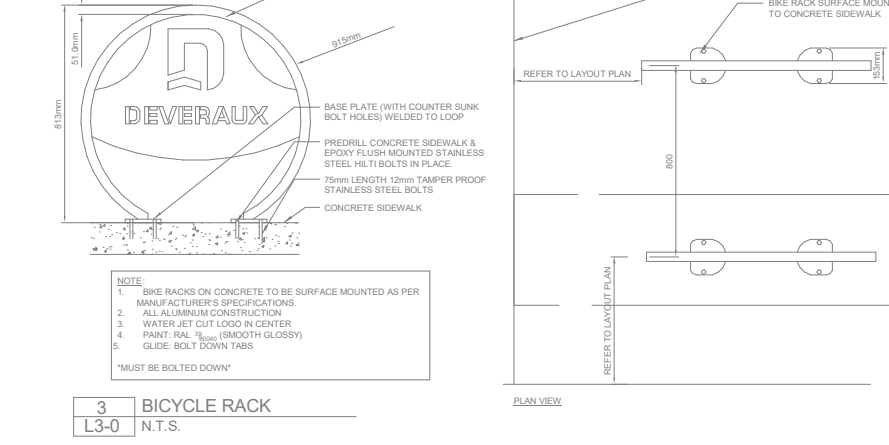 51.0mm
813mm
915mm
DEVERAUX
BASE PLATE (WITH COUNTER SUNK
BOLT HOLES) WELDED TO LOOP
PREDRILL CONCRETE SIDEWALK &
EPOXY FLUSH MOUNTED STAINLESS
STEEL HILTI BOLTS IN PLACE.
75mm LENGTH 12mm TAMPER PROOF
STAINLESS STEEL BOLTS
CONCRETE SIDEWALK
NOTE:
1. BIKE RACKS ON CONCRETE TO BE SURFACE MOUNTED AS PER
MANUFACTURER'S SPECIFICATIONS.
2. ALL ALUMINUM CONSTRUCTION
3. WATER JET CUT LOGO IN CENTER
4. PAINT: RAL (SMOOTH GLOSSY)
5. GLIDE: BOLT DOWN TABS
"MUST BE BOLTED DOWN"
3 BICYCLE RACK
L3-0 N.T.S.
BIKE RACK SURFACE MOUN
TO CONCRETE SIDEWALK
REFER TO LAYOUT PLAN
153mm
800
REFER TO LAYOUT PLAN
PLAN VIEW